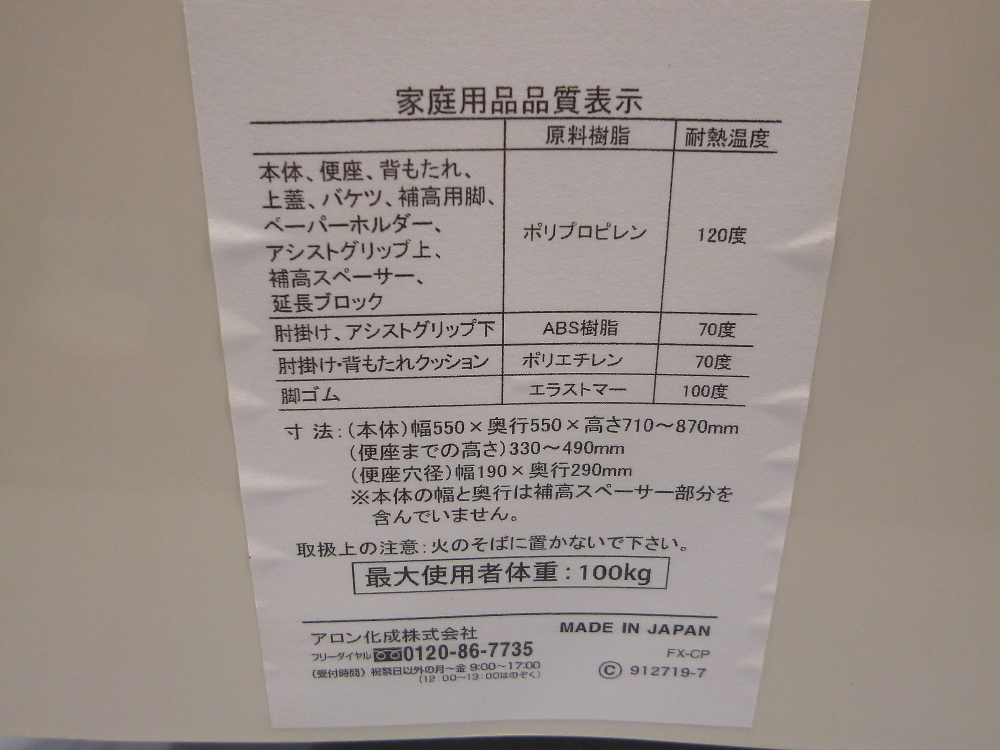 家庭用品品質表示
原料樹脂 耐熱温度
本体、便座、背もたれ、
上蓋、バケツ、補高用脚、
ペーパーホルダー、
アシストグリップ上、
補高スペーサー、
延長ブロック
ポリプロピレン 120度
肘掛け、アシストグリップ下 ABS樹脂 70度
肘掛け・背もたれクッション ポリエチレン 70度
脚ゴム エラストマー 100度
寸法:(本体)幅550×奥行550×高さ710～870mm
(便座までの高さ)330～490mm
(便座穴径)幅190×奥行290mm
※本体の幅と奥行は補高スペーサー部分を
含んでいません。
取扱上の注意:火のそばに置かないで下さい。
最大使用者体重:100kg
アロン化成株式会社
フリーダイヤル 0120-86-7735
(受付時間) 祝祭日以外の月～金 9:00～17:00
(12:00～13:00はのぞく)
MADE IN JAPAN
FX-CP
Ⓒ 912719-7